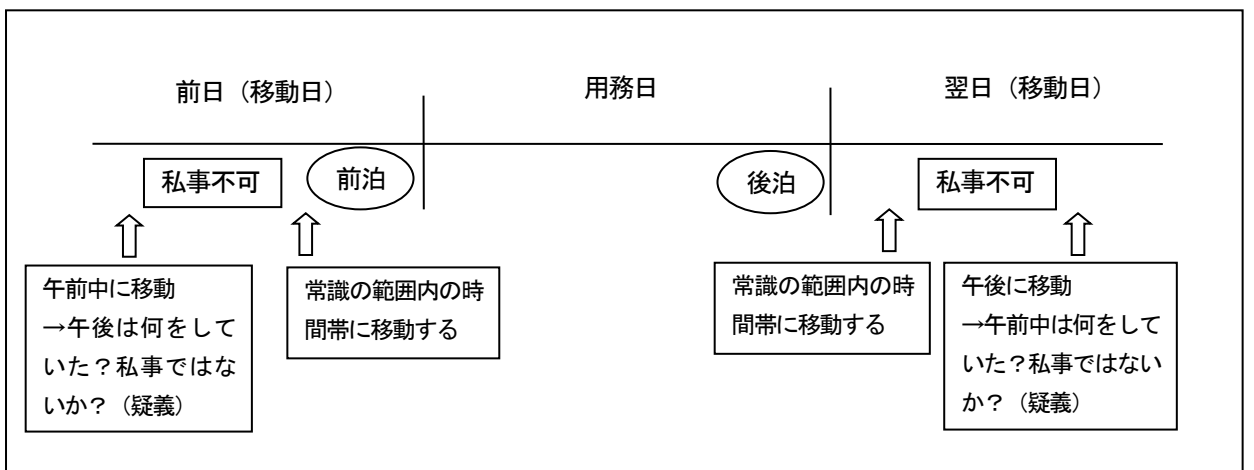 前日（移動日）
用務日
翌日（移動日）
私事不可
前泊
後泊
私事不可
午前中に移動
→午後は何をして
いた？私事ではな
いか？（疑義）
常識の範囲内の時
間帯に移動する
常識の範囲内の時
間帯に移動する
午後に移動
→午前中は何をして
いた？私事ではない
か？（疑義）